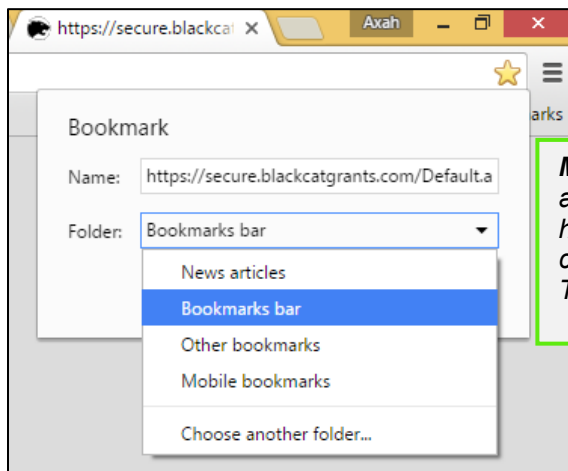 https://secure.blackcat
Axah
arks
Bookmark
Name: https://secure.blackcatgrants.com/Default.a
Folder: Bookmarks bar
News articles
Bookmarks bar
Other bookmarks
Mobile bookmarks
Choose another folder...
M
a
h
T